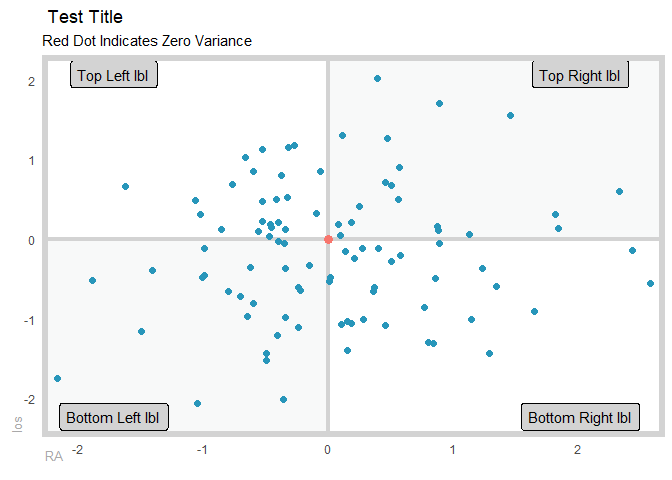 Test Title
Red Dot Indicates Zero Variance
Top Left lbl
Top Right lbl
2
1
0
-1
-2
Bottom Left lbl
Bottom Right lbl
los
-2
-1
0
1
2
RA